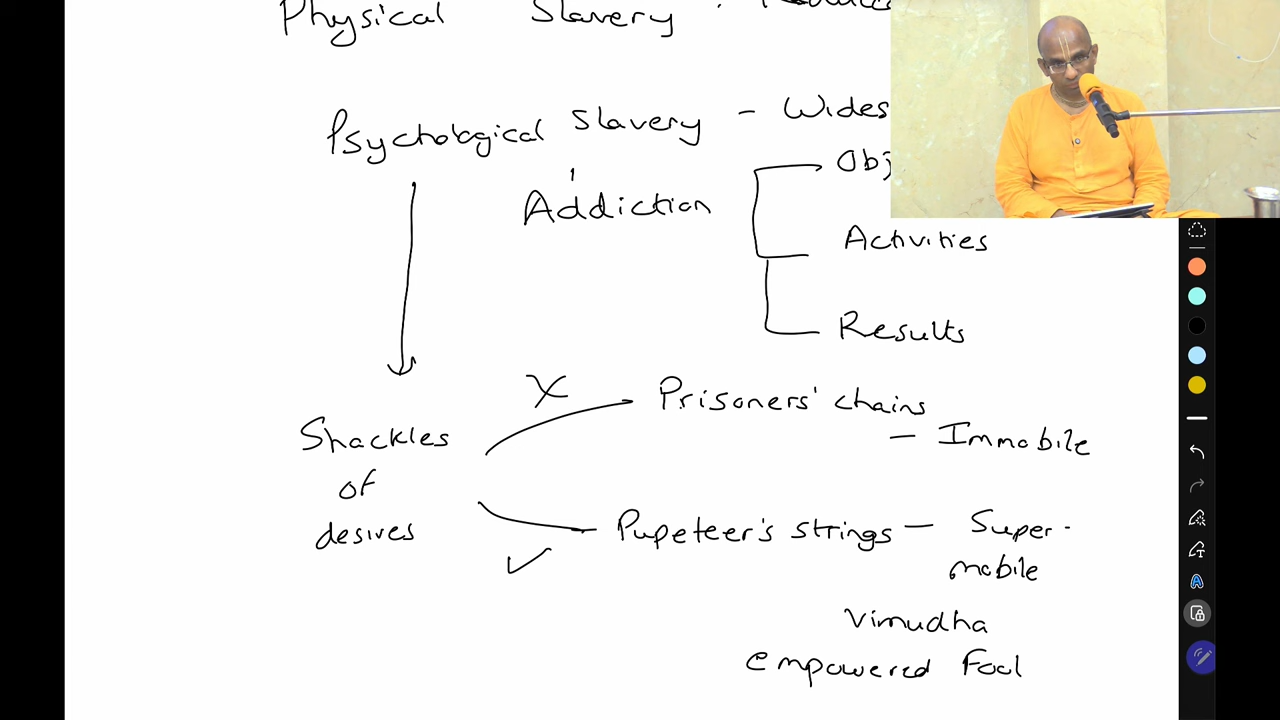 Physical Slavery
Psychological Slavery - Wides
Addiction
Obj
Activities
Results
Shackles of desires
X Prisoners' chains
- Immobile
Pupeteer's strings - Super-
mobile
Vimudha
empowered Fool